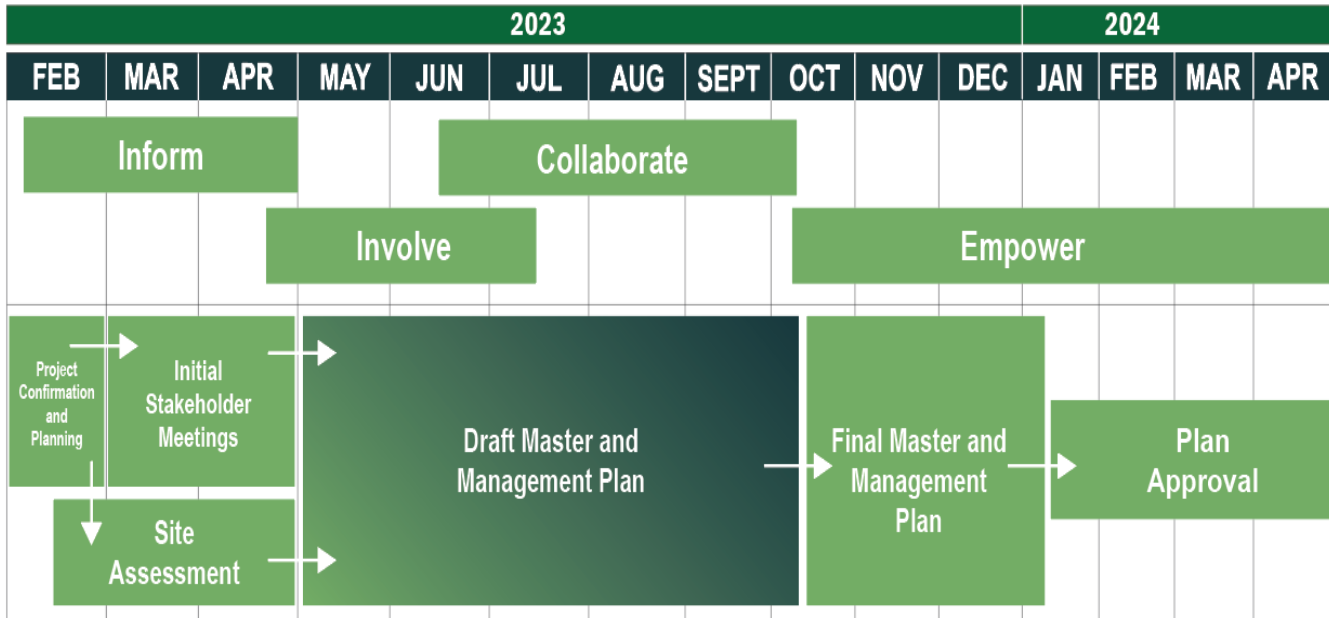 2023 2024
FEB MAR APR MAY JUN JUL AUG SEPT OCT NOV DEC JAN FEB MAR APR
Inform
Collaborate
Involve
Empower
Project
Confirmation
and
Planning
Initial
Stakeholder
Meetings
Site
Assessment
Draft Master and
Management Plan
Final Master and
Management
Plan
Plan
Approval